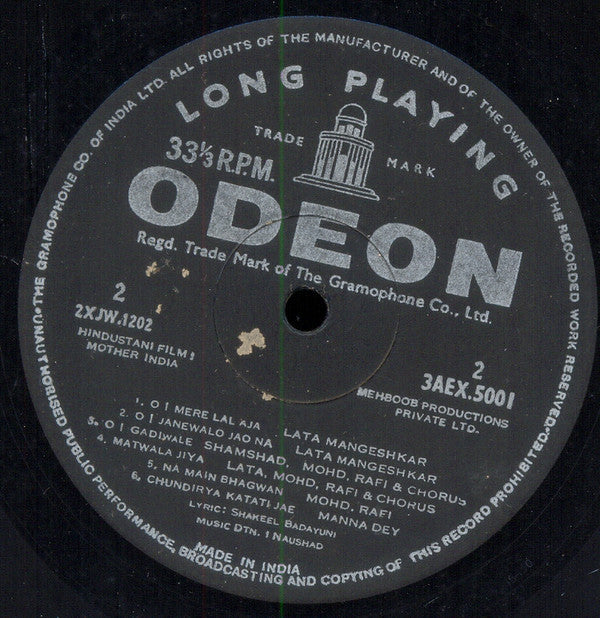 LONG PLAYING
TRADE MARK
33⅓ R.P.M.
ODEON
Regd. Trade Mark of The Gramophone Co., Ltd.
2
2XJW.1202
HINDUSTANI FILM :
MOTHER INDIA
2
3AEX.5001
MEHBOOB PRODUCTIONS
PRIVATE LTD.
1. O ! MERE LAL AJA LATA MANGESHKAR
2. O ! JANEWALO JAO NA LATA MANGESHKAR
3. O ! GADIWALE SHAMSHAD, MOHD, RAFI & CHORUS
4. MATWALA JIYA LATA, MOHD, RAFI & CHORUS
5. NA MAIN BHAGWAN MOHD, RAFI
6. CHUNDIRYA KATATI JAE MANNA DEY
LYRIC: SHAKEEL BADAYUNI
MUSIC DTN. : NAUSHAD
MADE IN INDIA
THE GRAMOPHONE CO. OF INDIA LTD. ALL RIGHTS OF THE MANUFACTURER AND OF THE OWNER OF THE RECORDED WORK RESERVED. UNAUTHORISED PUBLIC PERFORMANCE, BROADCASTING AND COPYING OF THIS RECORD PROHIBITED.